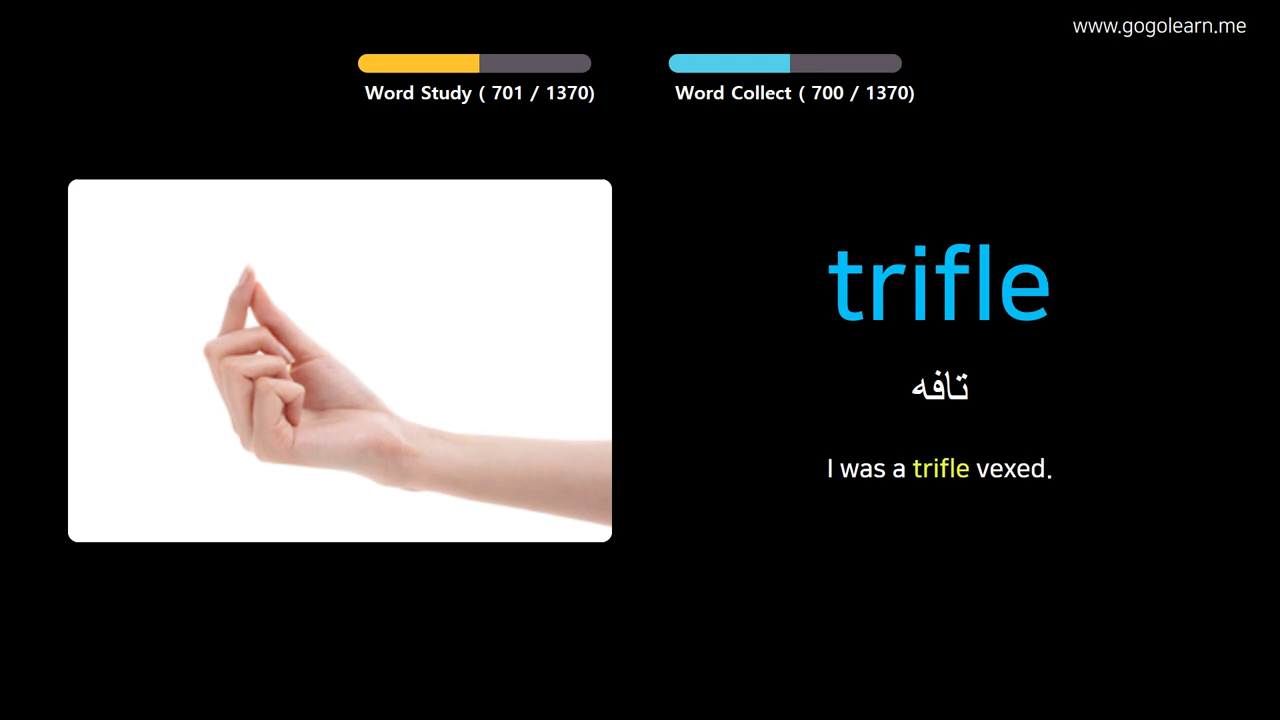 www.gogolearn.me
Word Study ( 701 / 1370)
Word Collect ( 700 / 1370)
trifle
تافه
I was a trifle vexed.